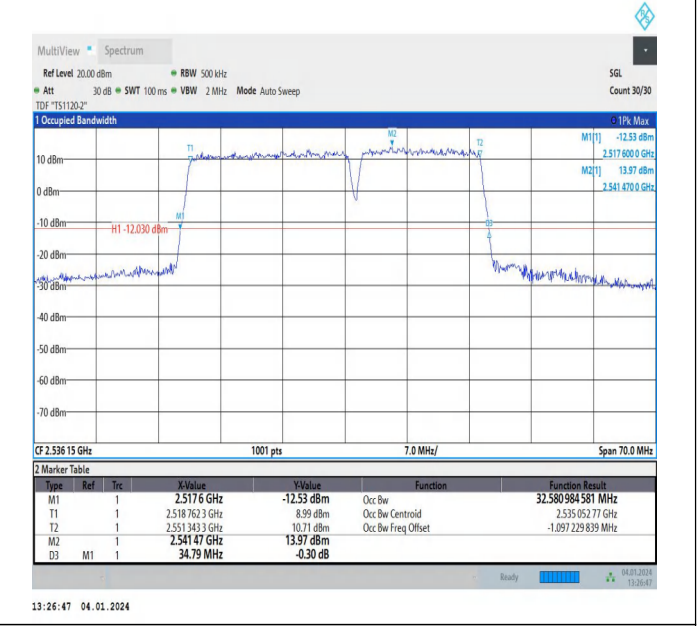 R S
MultiView Spectrum
Ref Level 20.00 dBm RBW 500 kHz SGL
Att 30 dB SWT 100 ms VBW 2 MHz Mode Auto Sweep Count 30/30
TDF "TS1120-2"
1 Occupied Bandwidth 1Pk Max
M1[1] -12.53 dBm
2.517 600 0 GHz
M2[1] 13.97 dBm
2.541 470 0 GHz
M2
T1 T2
10 dBm
0 dBm
M1
-10 dBm
H1 -12.030 dBm
D3
-20 dBm
-30 dBm
-40 dBm
-50 dBm
-60 dBm
-70 dBm
CF 2.536 15 GHz 1001 pts 7.0 MHz/ Span 70.0 MHz
2 Marker Table
Type Ref Trc X-Value Y-Value Function Function Result
M1 1 2.517 6 GHz -12.53 dBm Occ Bw 32.580 984 581 MHz
T1 1 2.518 762 3 GHz 8.99 dBm Occ Bw Centroid 2.535 052 77 GHz
T2 1 2.551 343 3 GHz 10.71 dBm Occ Bw Freq Offset -1.097 229 839 MHz
M2 1 2.541 47 GHz 13.97 dBm
D3 M1 1 34.79 MHz -0.30 dB
Ready 04.01.2024
13:26:47
13:26:47 04.01.2024